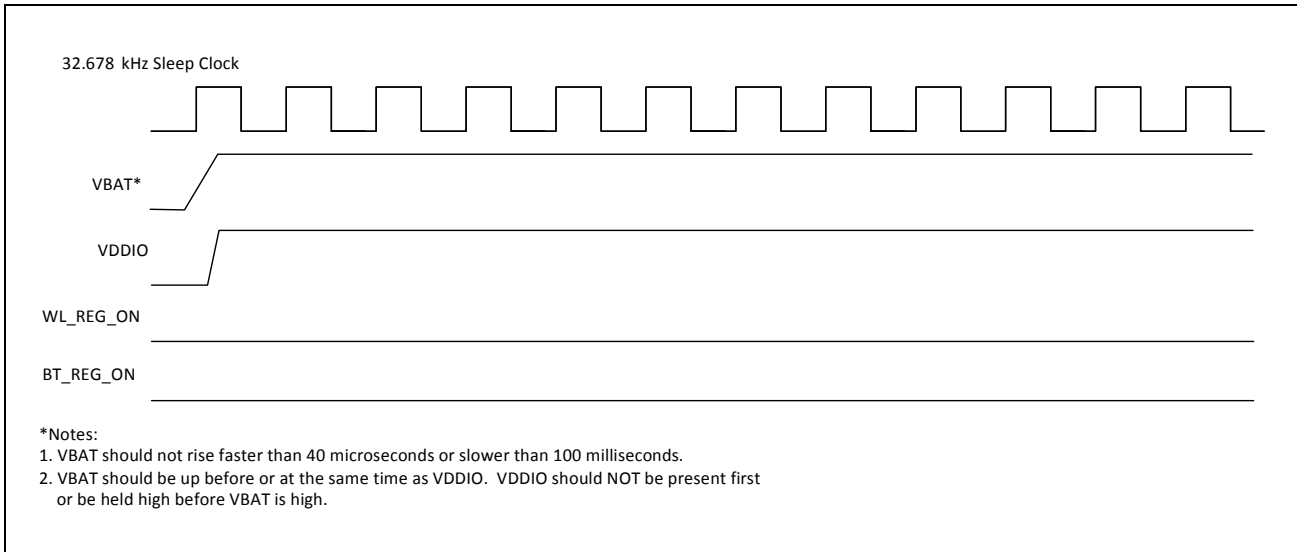 32.678 kHz Sleep Clock
VBAT*
VDDIO
WL_REG_ON
BT_REG_ON
*Notes:
1. VBAT should not rise faster than 40 microseconds or slower than 100 milliseconds.
2. VBAT should be up before or at the same time as VDDIO. VDDIO should NOT be present first
or be held high before VBAT is high.